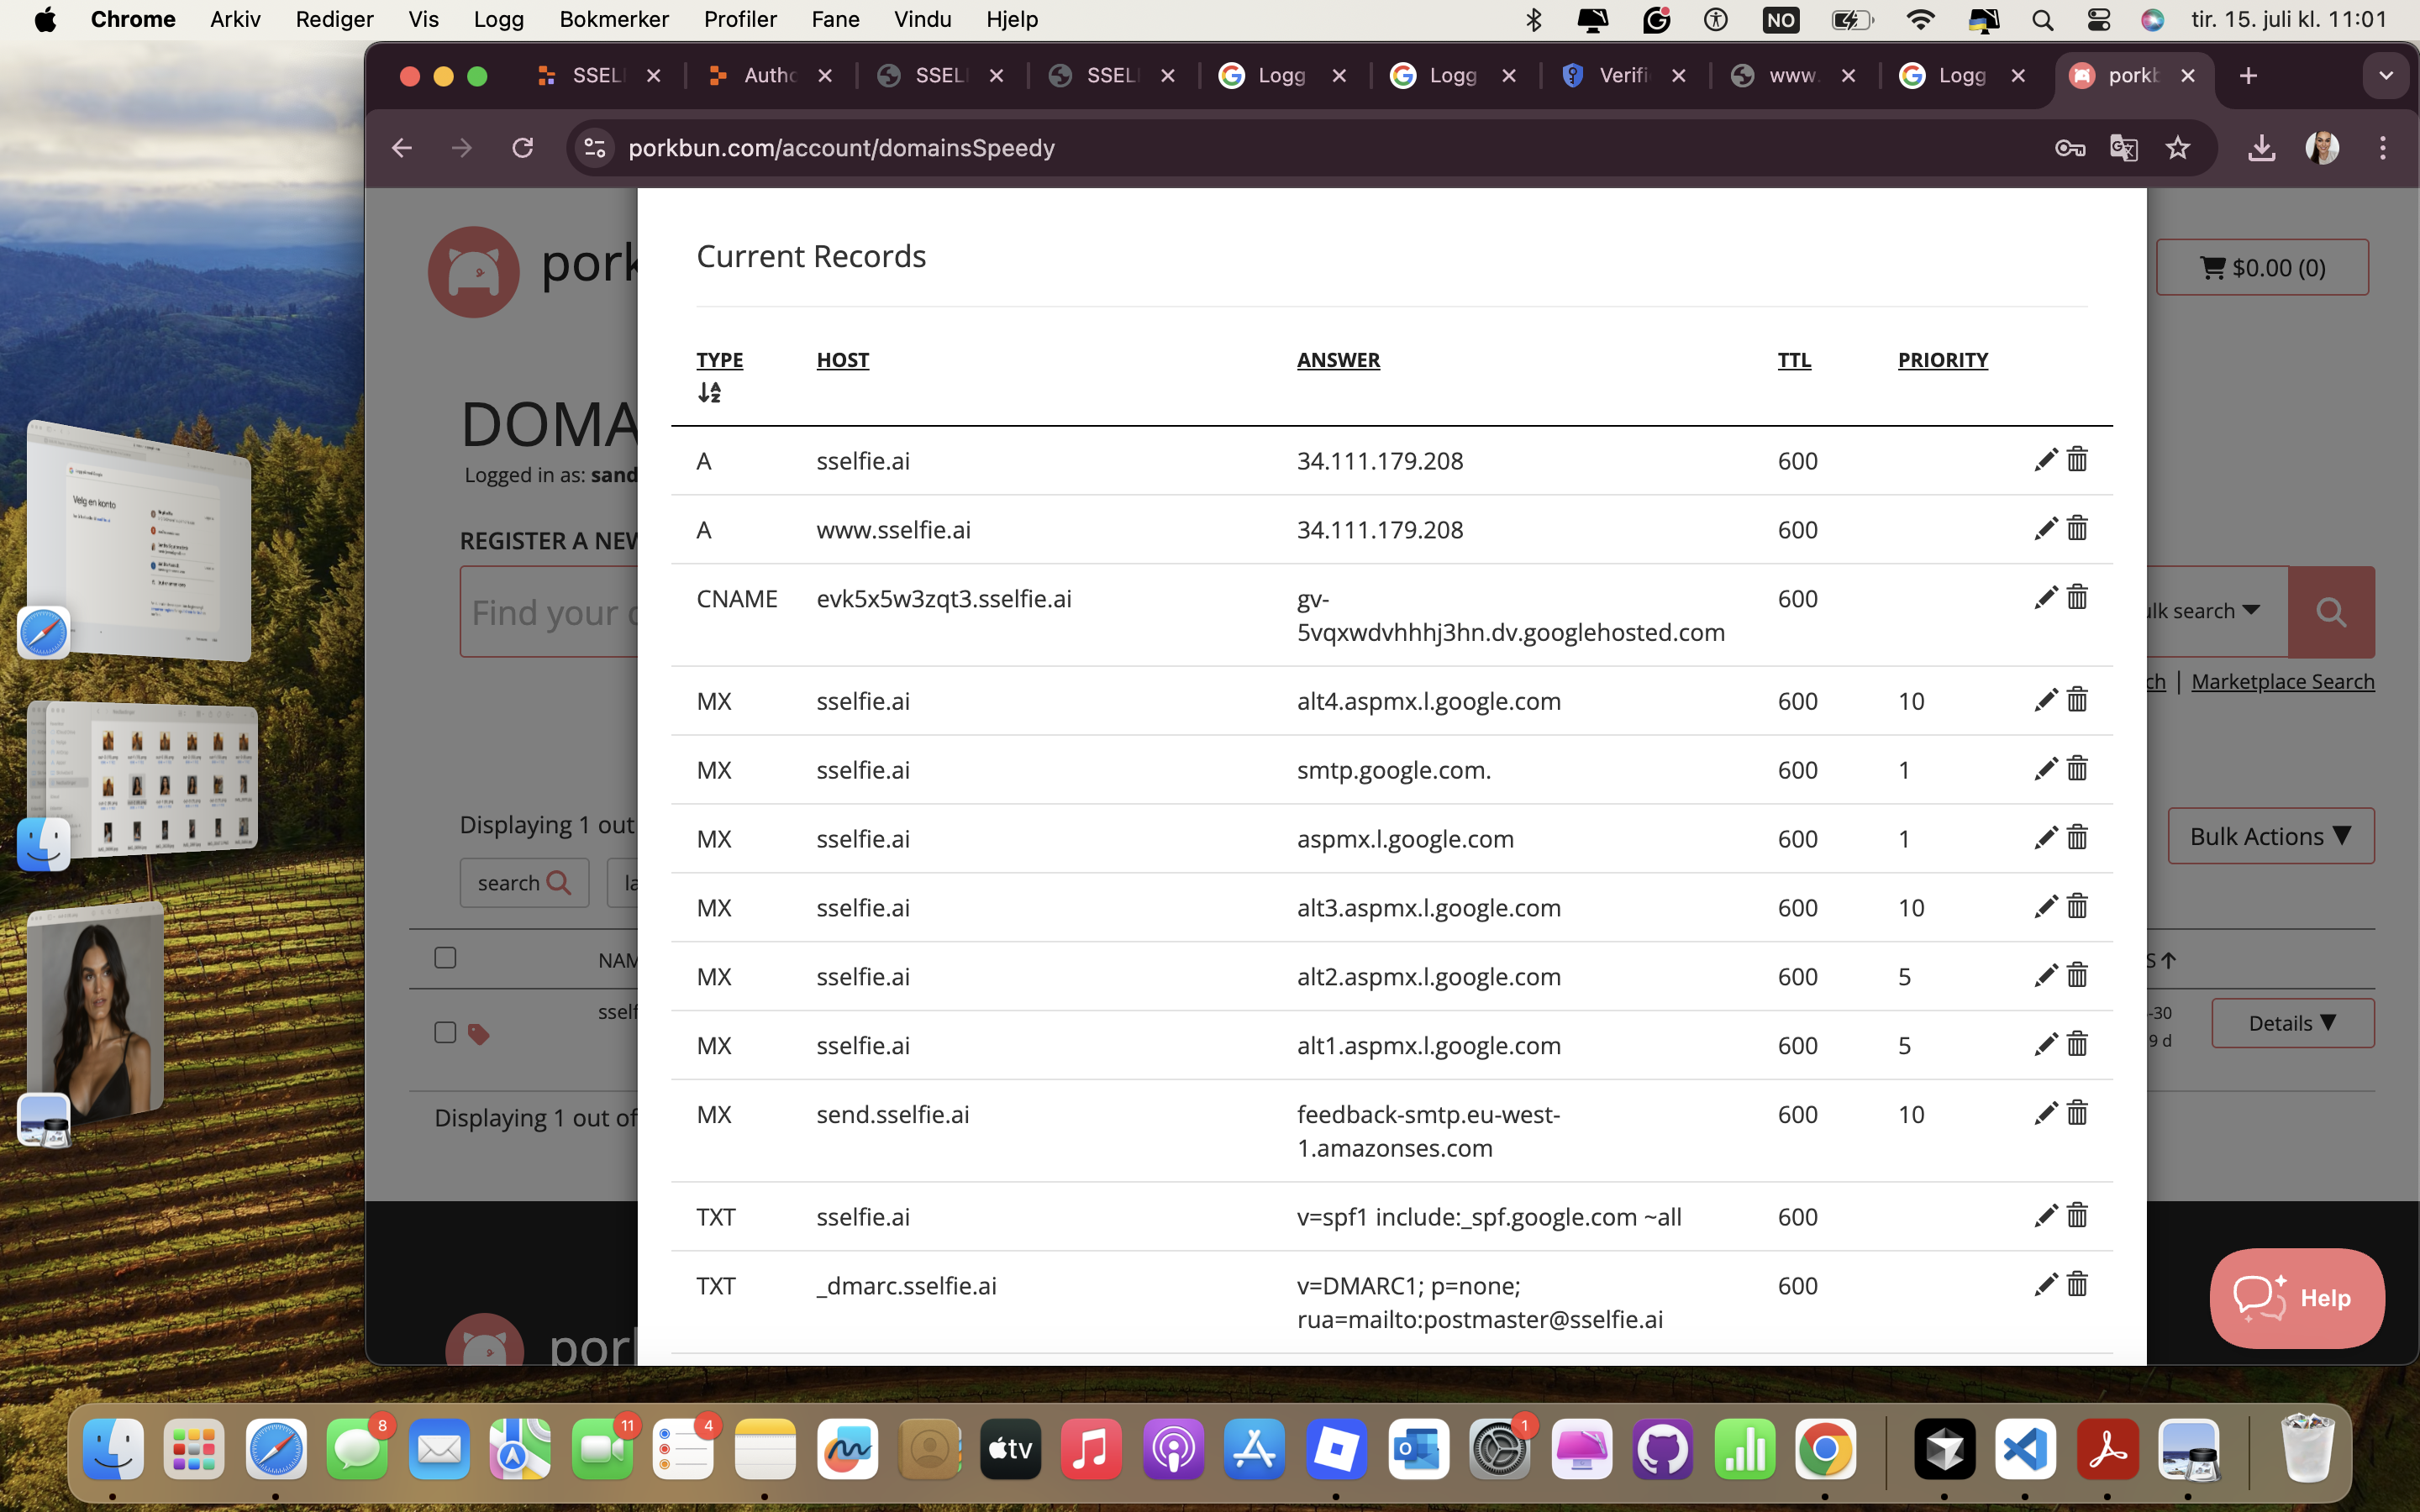 Chrome Arkiv Rediger Vis Logg Bokmerker Profiler Fane Vindu Hjelp NO tir. 15. juli kl. 11:01
SSEL Autho SSEL SSEL Logg Logg Verifi www. Logg porkb
porkbun.com/account/domainsSpeedy
pork
$0.00 (0)
Current Records
TYPE HOST ANSWER TTL PRIORITY
DOMA
Logged in as: sand
REGISTER A NEW
Find your
ulk search
ch | Marketplace Search
A sselfie.ai 34.111.179.208 600
A www.sselfie.ai 34.111.179.208 600
CNAME evk5x5w3zqt3.sselfie.ai gv-
5vqxwdvhhhj3hn.dv.googlehosted.com 600
MX sselfie.ai alt4.aspmx.l.google.com 600 10
MX sselfie.ai smtp.google.com. 600 1
MX sselfie.ai aspmx.l.google.com 600 1
MX sselfie.ai alt3.aspmx.l.google.com 600 10
MX sselfie.ai alt2.aspmx.l.google.com 600 5
MX sselfie.ai alt1.aspmx.l.google.com 600 5
MX send.sselfie.ai feedback-smtp.eu-west-
1.amazonses.com 600 10
TXT sselfie.ai v=spf1 include:_spf.google.com ~all 600
TXT _dmarc.sselfie.ai v=DMARC1; p=none;
rua=mailto:postmaster@sselfie.ai 600
Displaying 1 out
Bulk Actions
search la
NAM S
sself -30
9 d
Details
Displaying 1 out of
porl
Help
Velg en konto
8 11 4 tv 1